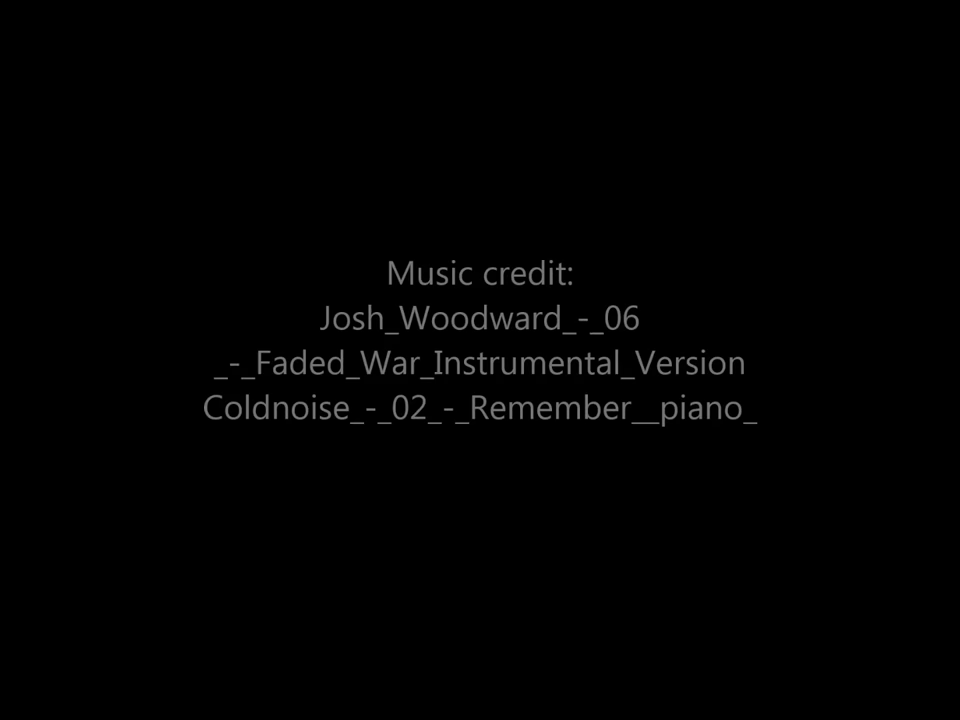 Music credit:
Josh_Woodward_-_06
_-_Faded_War_Instrumental_Version
Coldnoise_-_02_-_Remember__piano_